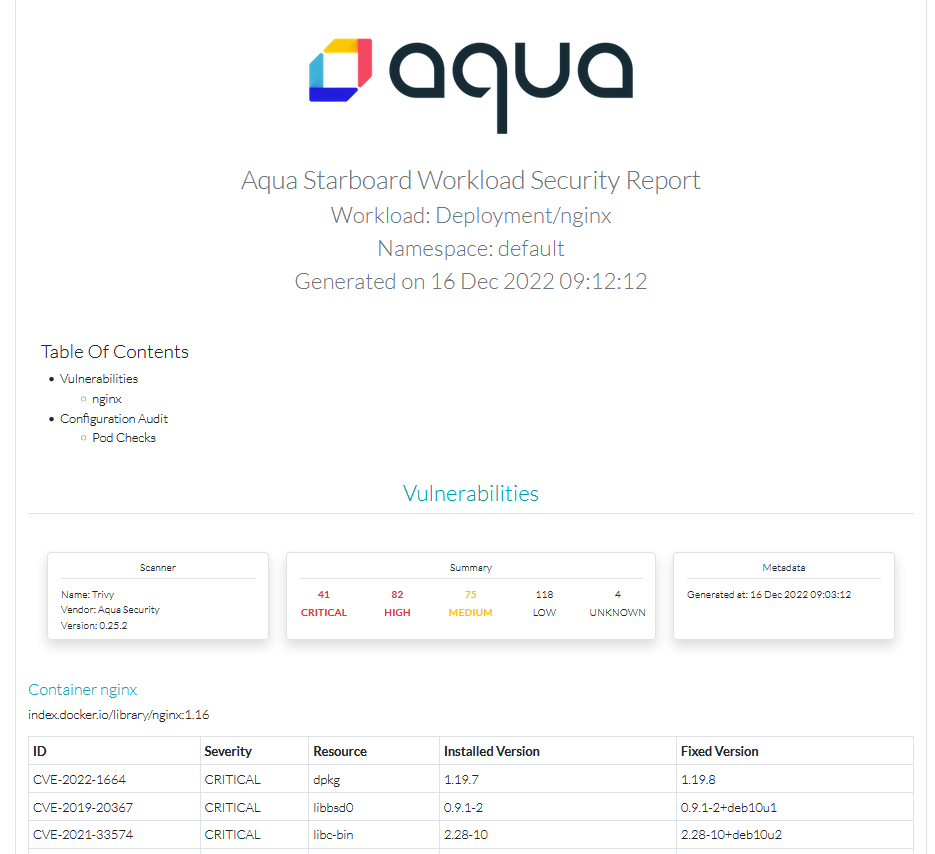 aqua
Aqua Starboard Workload Security Report
Workload: Deployment/nginx
Namespace: default
Generated on 16 Dec 2022 09:12:12
Table Of Contents
• Vulnerabilities
○ nginx
• Configuration Audit
○ Pod Checks
Vulnerabilities
Scanner
Name: Trivy
Vendor: Aqua Security
Version: 0.25.2
Summary
41 82 75 118 4
CRITICAL HIGH MEDIUM LOW UNKNOWN
Metadata
Generated at: 16 Dec 2022 09:03:12
Container nginx
index.docker.io/library/nginx:1.16
ID Severity Resource Installed Version Fixed Version
CVE-2022-1664 CRITICAL dpkg 1.19.7 1.19.8
CVE-2019-20367 CRITICAL libbsd0 0.9.1-2 0.9.1-2+deb10u1
CVE-2021-33574 CRITICAL libc-bin 2.28-10 2.28-10+deb10u2